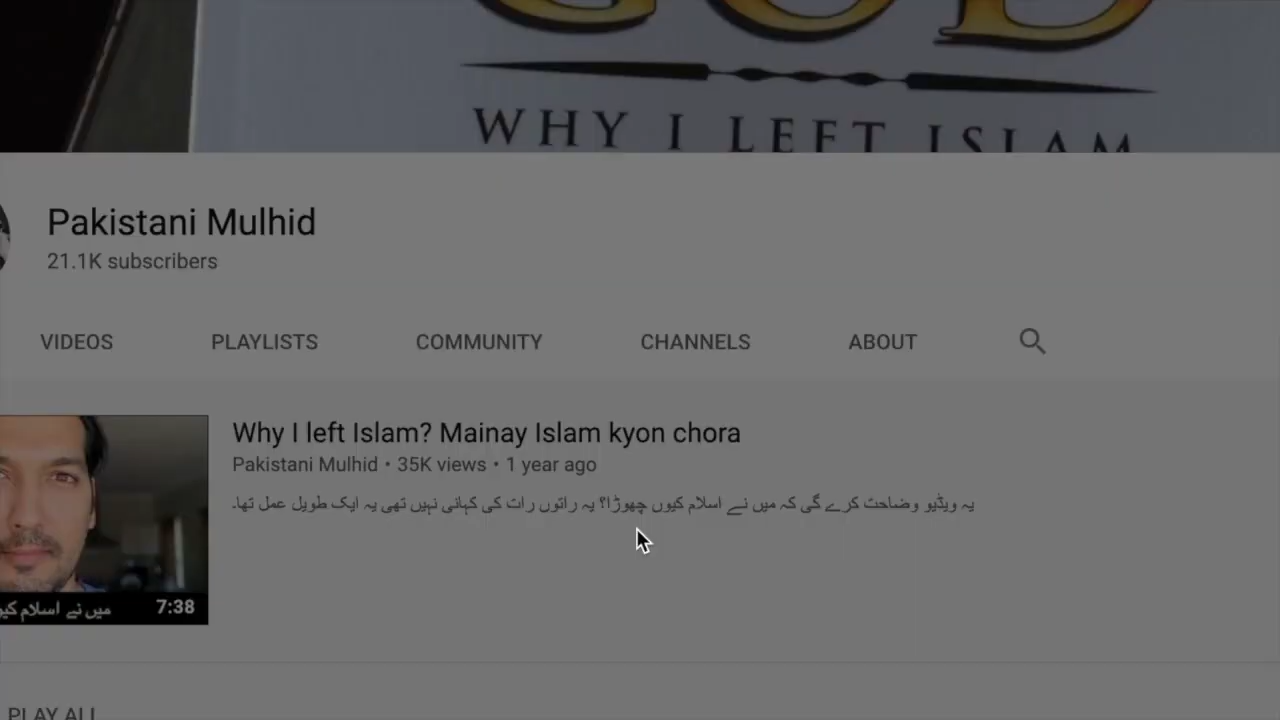 GOD
WHY I LEFT ISLAM
Pakistani Mulhid
21.1K subscribers
VIDEOS PLAYLISTS COMMUNITY CHANNELS ABOUT
Why I left Islam? Mainay Islam kyon chora
Pakistani Mulhid • 35K views • 1 year ago
یہ ویڈیو وضاحت کرے گی کہ میں نے اسلام کیوں چھوڑا؟ یہ راتوں رات کی کہانی نہیں تھی یہ ایک طویل عمل تھا۔
میں نے اسلام
7:38
PLAY ALL